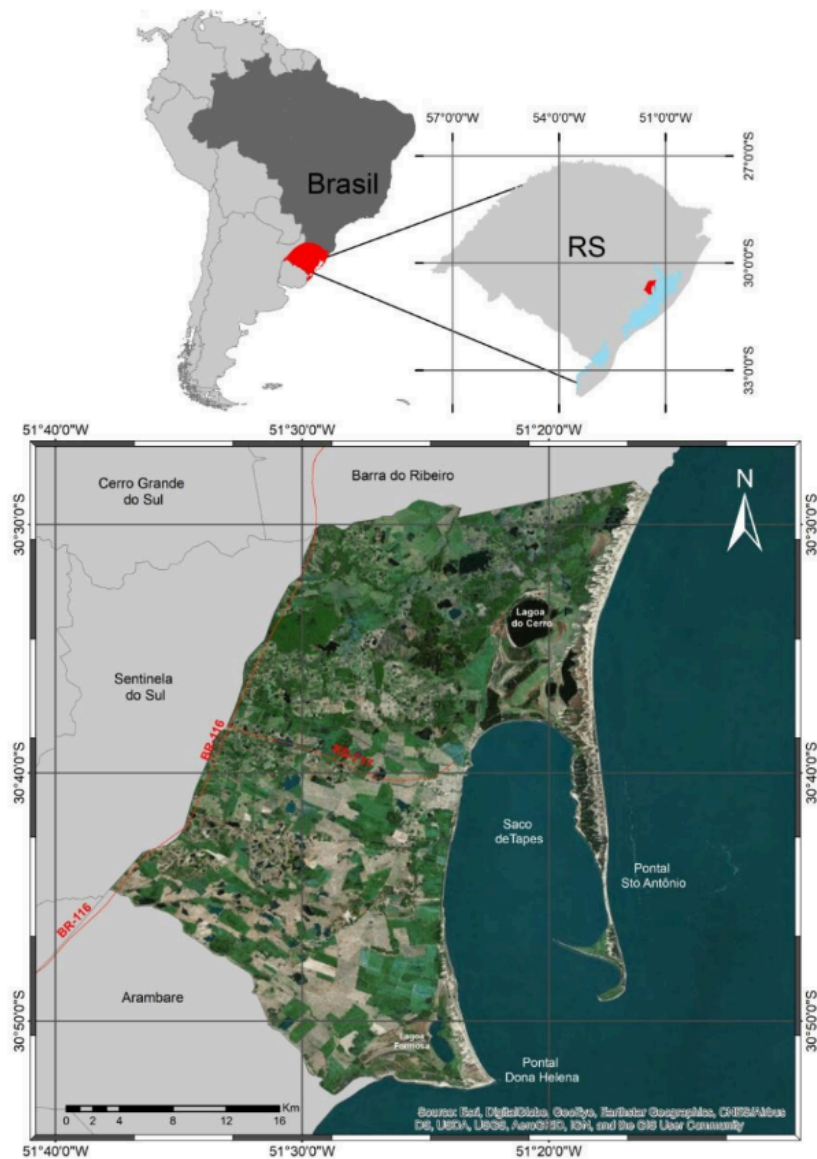 Brasil
57°0'0"W
54°0'0"W
51°0'0"W
27°0'0"S
30°0'0"S
33°0'0"S
RS
51°40'0"W
51°30'0"W
51°20'0"W
Cerro Grande
do Sul
Barra do Ribeiro
N
30°30'0"S
30°30'0"S
Lagoa
do Cerro
Sentinela
do Sul
BR-116
30°40'0"S
30°40'0"S
Saco
deTapes
Pontal
Sto Antônio
BR-116
Arambare
30°50'0"S
30°50'0"S
Lagoa
Formosa
Pontal
Dona Helena
Km
0 2 4 8 12 16
Source: Esri, DigitalGlobe, GeoEye, Earthstar Geographics, CNES/Airbus
DS, USDA, USGS, AeroGRID, IGN, and the GIS User Community
51°40'0"W
51°30'0"W
51°20'0"W